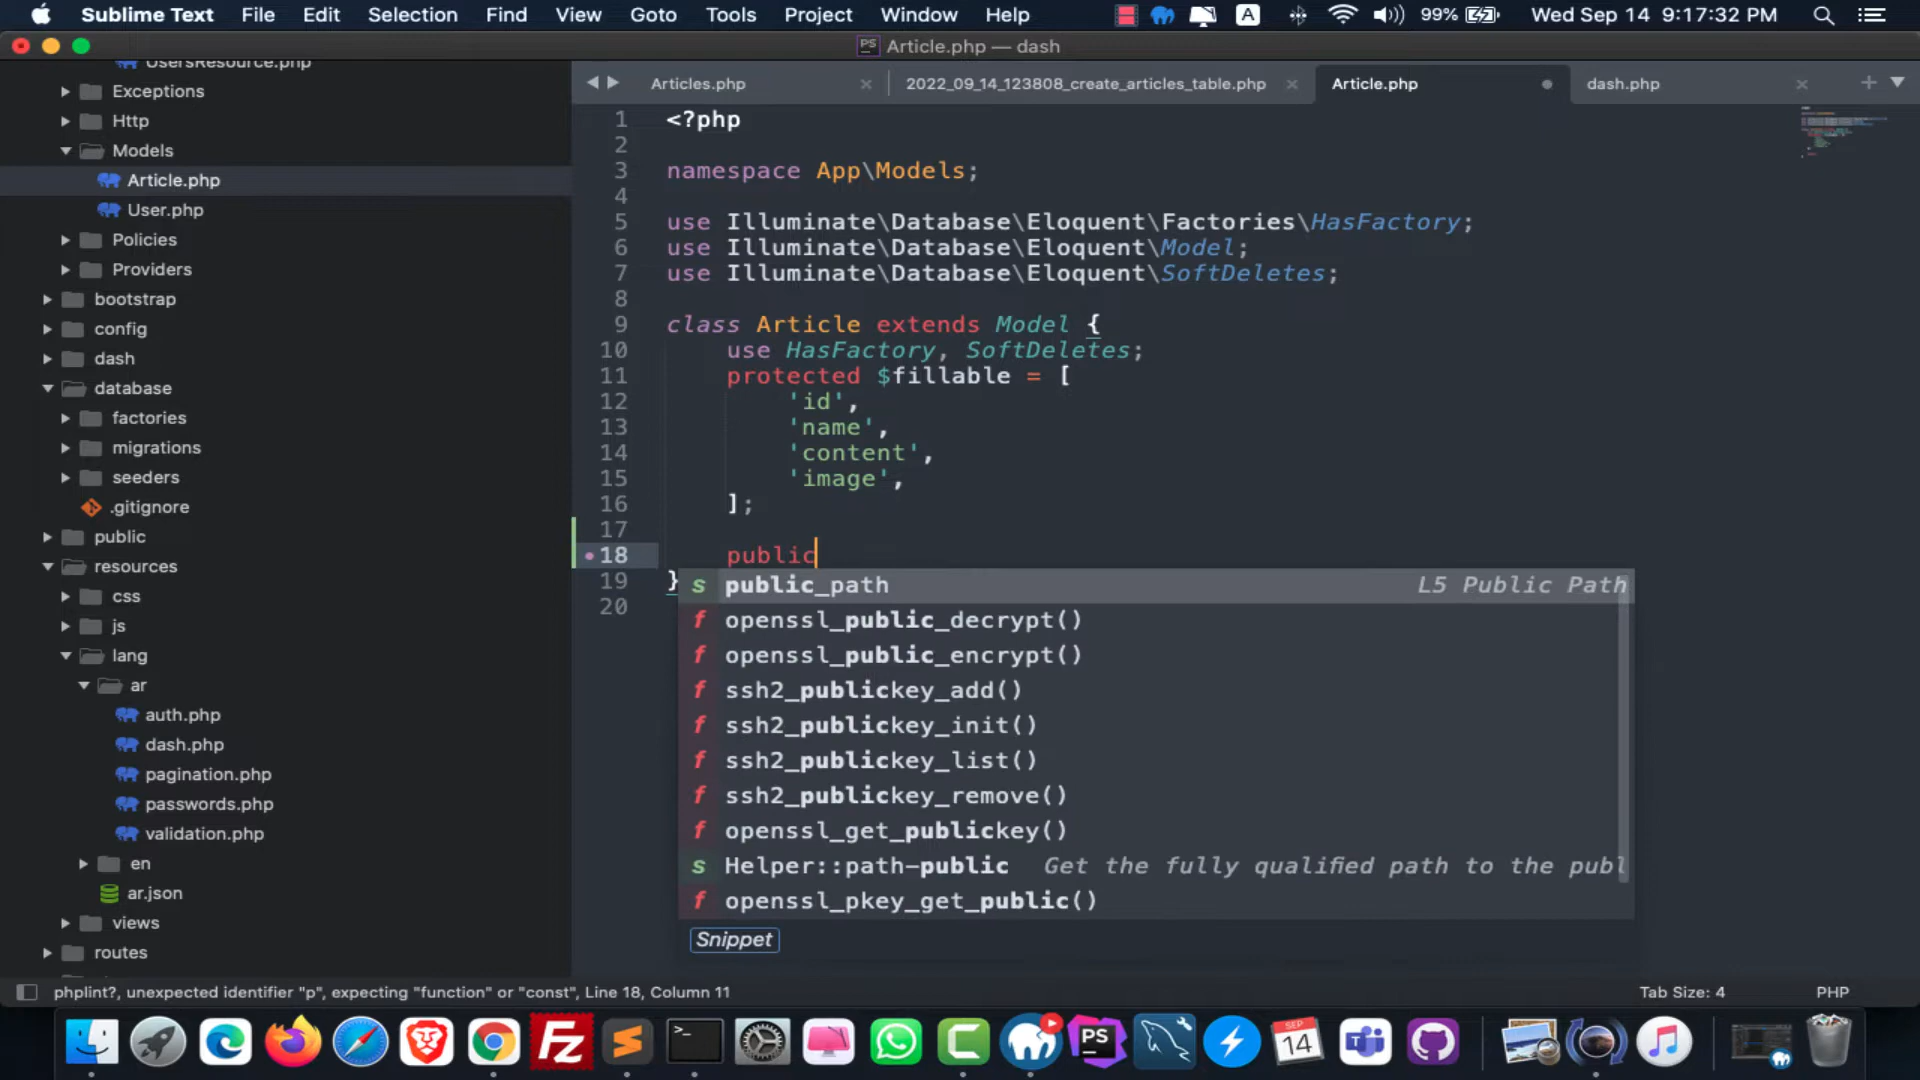 Sublime Text File Edit Selection Find View Goto Tools Project Window Help A 99% Wed Sep 14 9:17:32 PM
PS Article.php — dash
UsersResource.php
Exceptions
Http
Models
Article.php
User.php
Policies
Providers
bootstrap
config
dash
database
factories
migrations
seeders
.gitignore
public
resources
css
js
lang
ar
auth.php
dash.php
pagination.php
passwords.php
validation.php
en
ar.json
views
routes
Articles.php 2022_09_14_123808_create_articles_table.php Article.php dash.php
1 <?php
2
3 namespace App\Models;
4
5 use Illuminate\Database\Eloquent\Factories\HasFactory;
6 use Illuminate\Database\Eloquent\Model;
7 use Illuminate\Database\Eloquent\SoftDeletes;
8
9 class Article extends Model {
10 use HasFactory, SoftDeletes;
11 protected $fillable = [
12 'id',
13 'name',
14 'content',
15 'image',
16 ];
17
18 public
19 }
20
s public_path L5 Public Path
f openssl_public_decrypt()
f openssl_public_encrypt()
f ssh2_publickey_add()
f ssh2_publickey_init()
f ssh2_publickey_list()
f ssh2_publickey_remove()
f openssl_get_publickey()
s Helper::path-public Get the fully qualified path to the publ
f openssl_pkey_get_public()
Snippet
phplint?, unexpected identifier "p", expecting "function" or "const", Line 18, Column 11 Tab Size: 4 PHP
Fz >_ C PS SEP 14